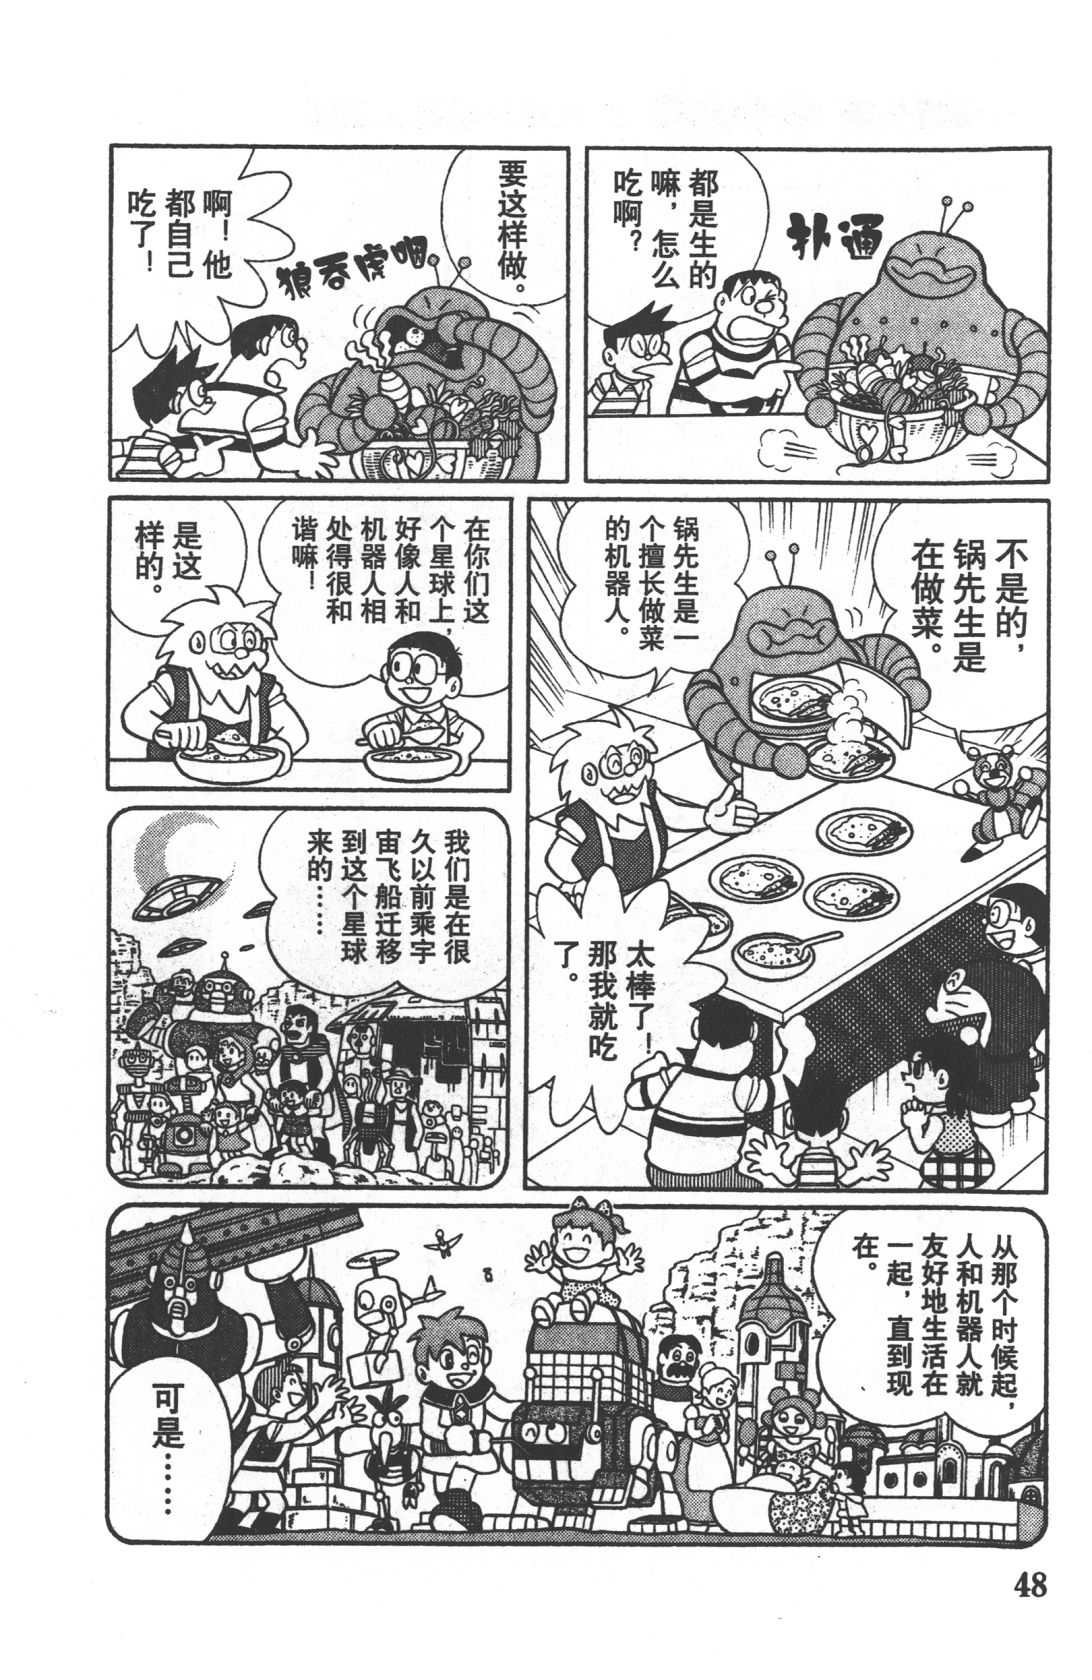 都是生的
嘛，怎么
吃啊？
扑通
要这样做。
狼吞虎咽
啊！他
都自己
吃了！
不是的，
锅先生是
在做菜。
锅先生是一
个擅长做菜
的机器人。
太棒了！
那我就吃
了。
在你们这
个星球上，
好像人和
机器人相
处得很和
谐嘛！
是这
样的。
我们是在很
久以前乘宇
宙飞船迁移
到这个星球
来的……
从那个时候起，
人和机器人就
友好地生活在
一起，直到现
在。
可是……
48